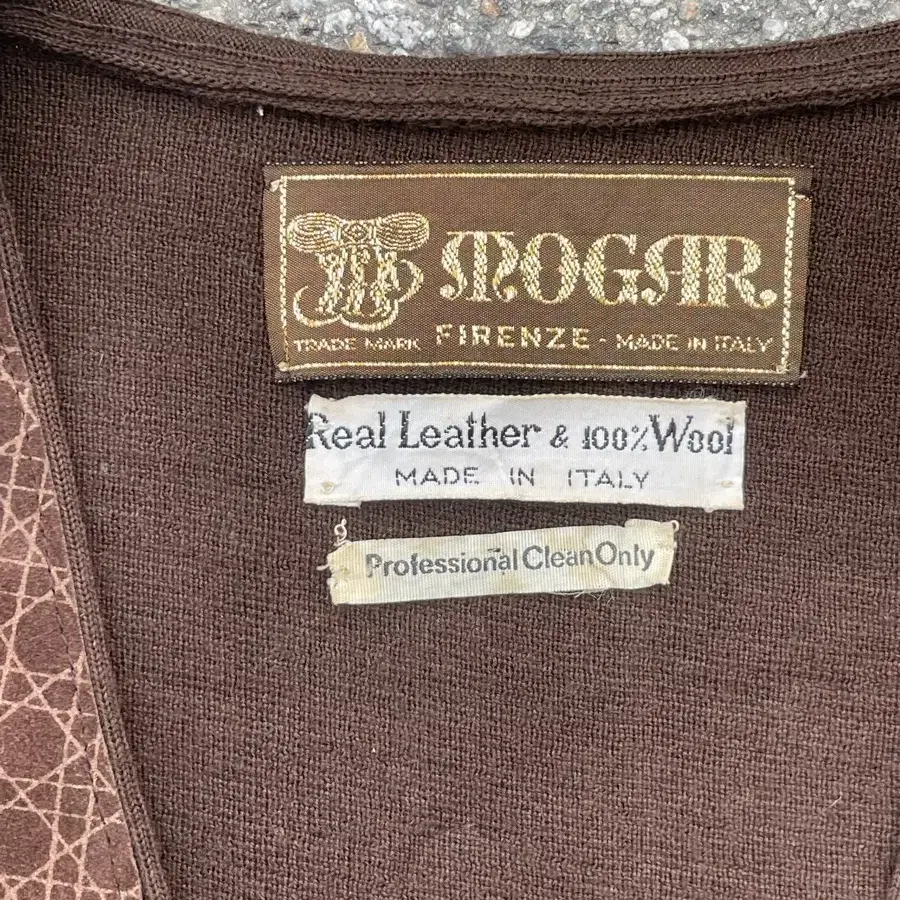 MOGAR.
TRADE MARK FIRENZE - MADE IN ITALY
Real Leather & 100% Wool
MADE IN ITALY
Professional Clean Only